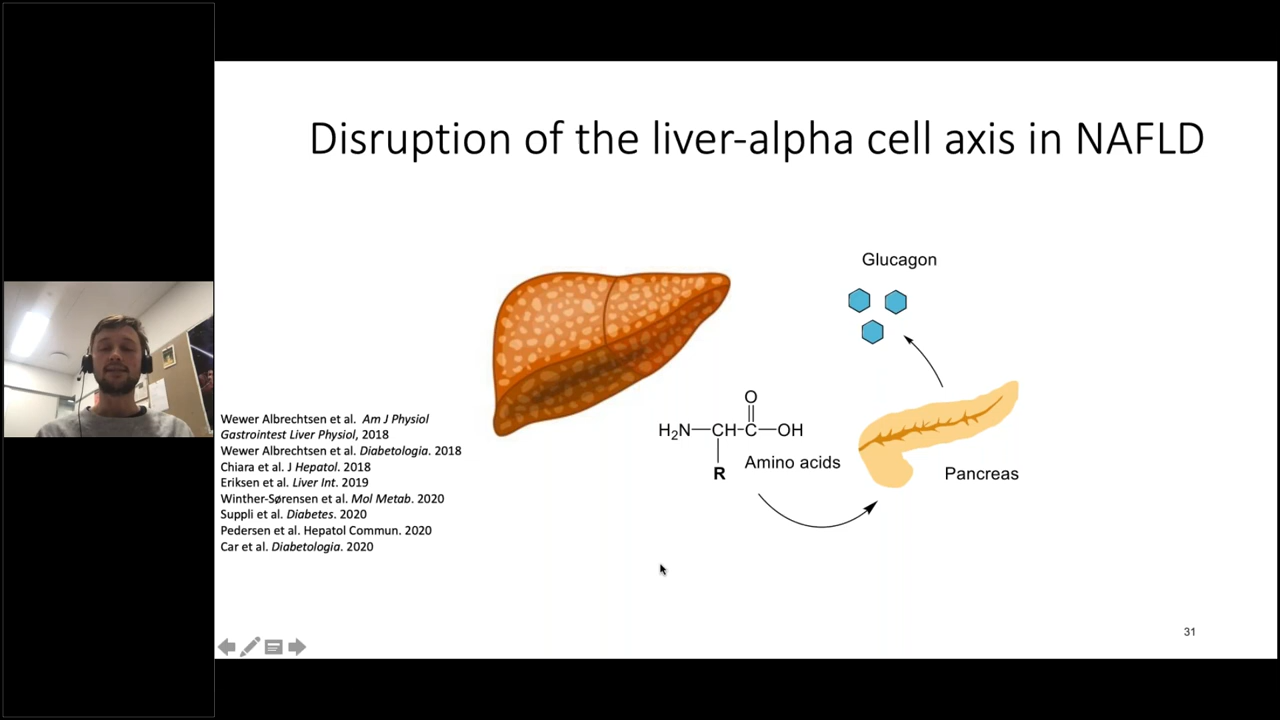 Disruption of the liver-alpha cell axis in NAFLD
Glucagon
O
H2N—CH-C—OH
R
Amino acids
Pancreas
Wewer Albrechtsen et al. Am J Physiol
Gastrointest Liver Physiol, 2018
Wewer Albrechtsen et al. Diabetologia. 2018
Chiara et al. J Hepatol. 2018
Eriksen et al. Liver Int. 2019
Winther-Sørensen et al. Mol Metab. 2020
Suppli et al. Diabetes. 2020
Pedersen et al. Hepatol Commun. 2020
Car et al. Diabetologia. 2020
31